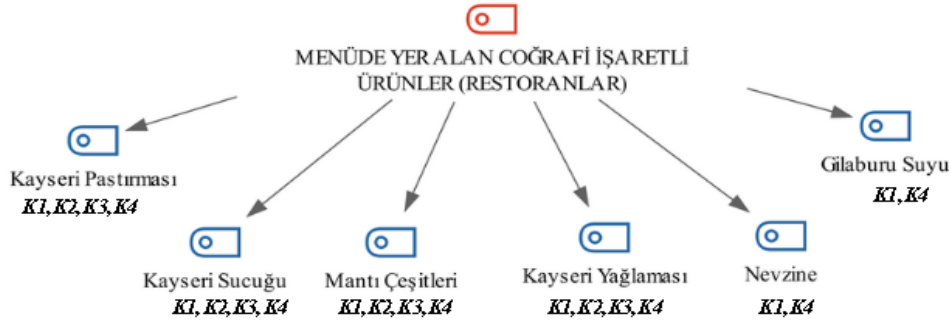 MENÜDE YER ALAN COĞRAFİ İŞARETLİ
ÜRÜNLER (RESTORANLAR)
Kayseri Pastırması
K1,K2,K3,K4
Gilaburu Suyu
K1,K4
Kayseri Sucuğu
K1,K2,K3,K4
Mantı Çeşitleri
K1,K2,K3,K4
Kayseri Yağlaması
K1,K2,K3,K4
Nevzine
K1,K4